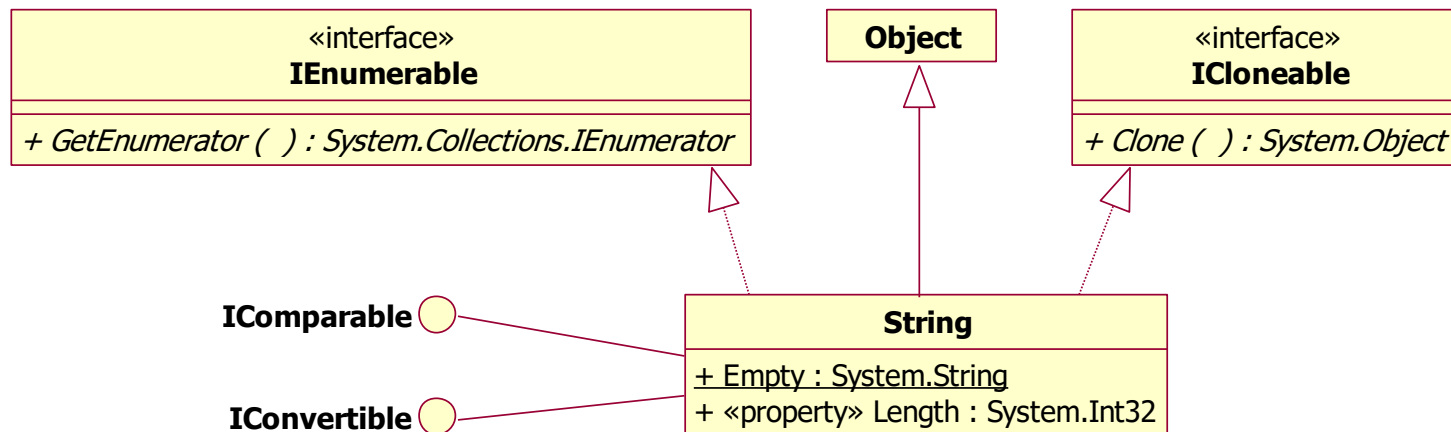 «interface»
IEnumerable
+ GetEnumerator ( ) : System.Collections.IEnumerator
Object
«interface»
ICloneable
+ Clone ( ) : System.Object
IComparable
IConvertible
String
+ Empty : System.String
+ «property» Length : System.Int32